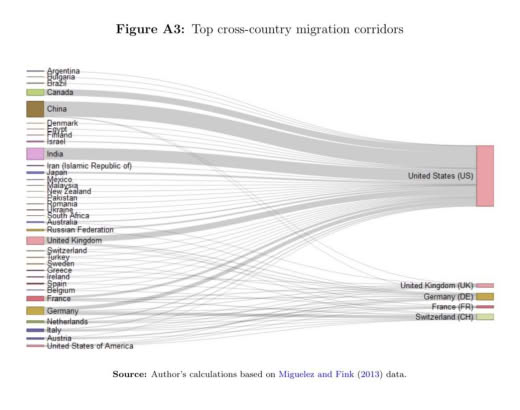 Figure A3: Top cross-country migration corridors
Argentina
Bulgaria
Brazil
Canada
China
Denmark
Egypt
Finland
Israel
India
Iran (Islamic Republic of)
Japan
Mexico
Malaysia
New Zealand
Pakistan
Romania
Ukraine
South Africa
Australia
Russian Federation
United Kingdom
Switzerland
Turkey
Sweden
Greece
Ireland
Spain
Belgium
France
Germany
Netherlands
Italy
Austria
United States of America
United States (US)
United Kingdom (UK)
Germany (DE)
France (FR)
Switzerland (CH)
Source: Author's calculations based on Miguelez and Fink (2013) data.